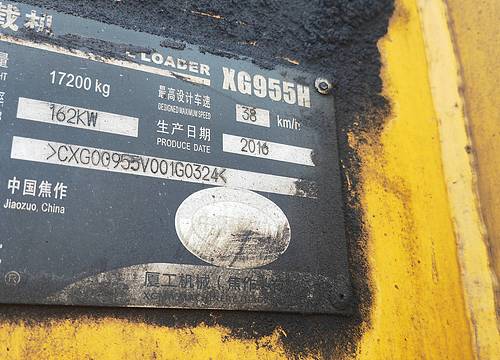 载机
LOADER XG955H
量
17200 kg
最高设计车速
DESIGNED MAXIMUM SPEED
38
km/h
162KW
生产日期
PRODUCE DATE
2016
>CXG00955V001G0324<
中国焦作
Jiaozuo, China
®
厦工机械（焦作